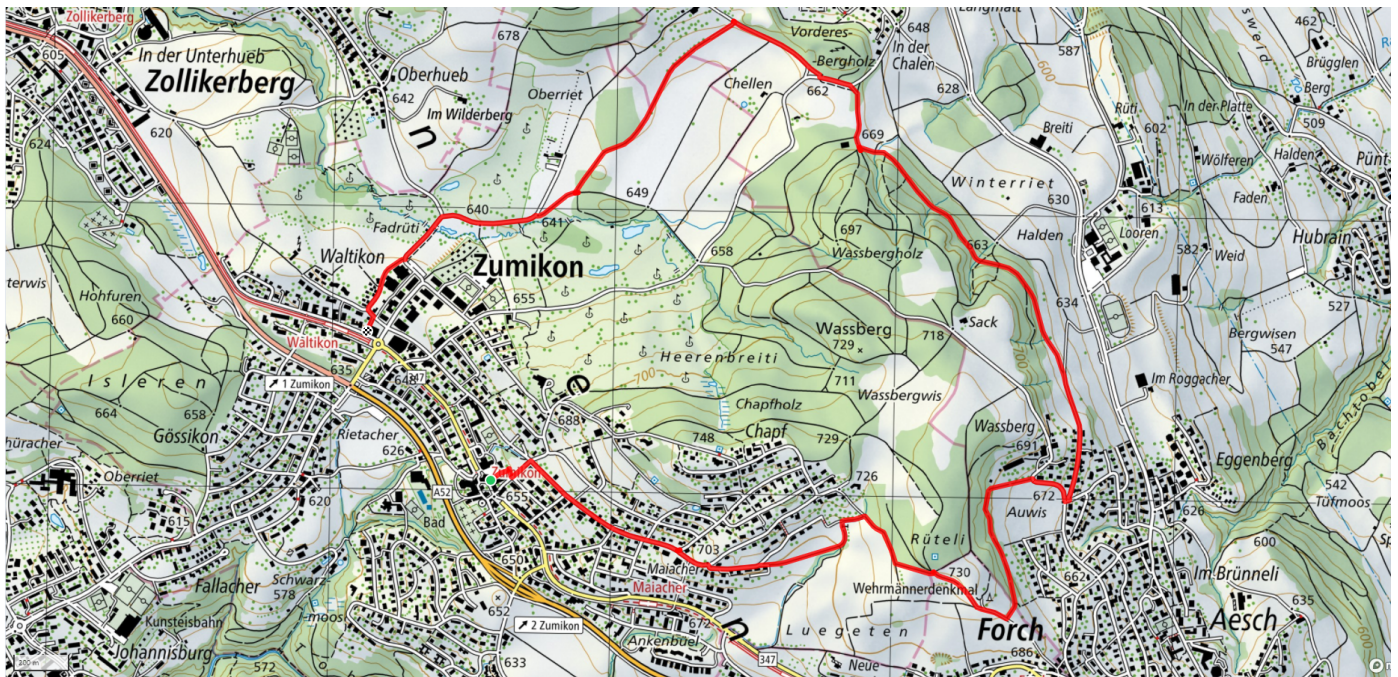 Zollikerberg
605
In der Unterhueb
Zollikerberg
678
Oberhueb
642
Im Wilderberg
Oberriet
Chellen
Vorderes-
-Bergholz
662
648
In der
Chalen
628
587
462
Brügglen
Berg
509
Rüti
In der Platte
Breiti
602
Wölferen
Halden
Faden
620
624
n
649
640
641
Fadrüti
Waltikon
Zumikon
655
658
669
697
Wassbergholz
Winterriet
630
Halden
613
Looren
582
Weid
Hubrain
663
634
527
Bergwisen
547
Hohfuren
660
Waltikon
635
648
347
1 Zumikon
Isleren
664
658
Gössikon
Rietacher
626
e
Heerenbreiti
700
Wassberg
729
718
Sack
711
Wassbergwis
Chapfholz
Chapf
748
729
688
700
Im Roggacher
Wassberg
691
Eggenberg
542
Tüfmoos
Bachtobel
600
626
672
Auwis
726
Oberriet
615
620
A52
Bad
Zumikon
655
650
652
703
Maiacher
Maiacher
672
Ankenbüel
2 Zumikon
633
Fallacher
Schwarz-
moos
578
Kunsteisbahn
Johannisburg
572
n
347
Luegeten
Neue
Rüteli
730
Wehrmännerdenkmal
Forch
686
662
Im Brünneli
Aesch
635
600
600
200 m